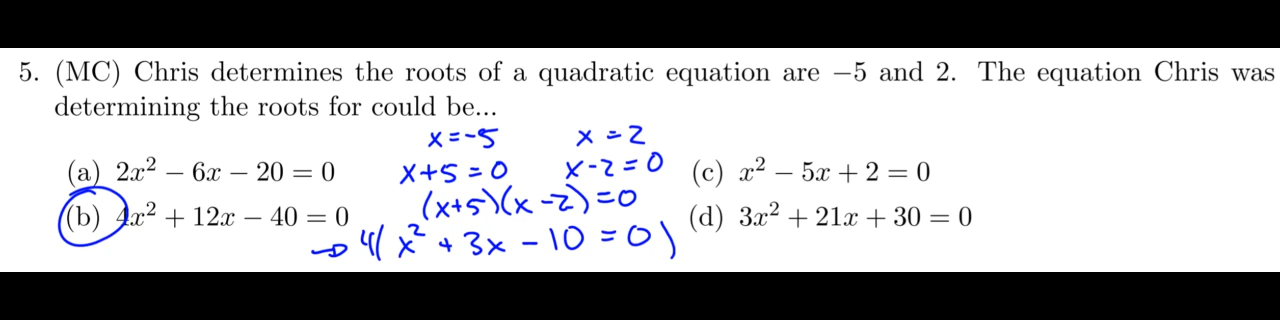 5. (MC) Chris determines the roots of a quadratic equation are −5 and 2. The equation Chris was
determining the roots for could be...
x=-5 x=2
(a) 2x² − 6x − 20 = 0
x+5=0 x-2=0
(c) x² − 5x + 2 = 0
(x+5)(x-2)=0
(b) 4x² + 12x − 40 = 0
(d) 3x² + 21x + 30 = 0
→ 4(x² + 3x - 10 = 0)